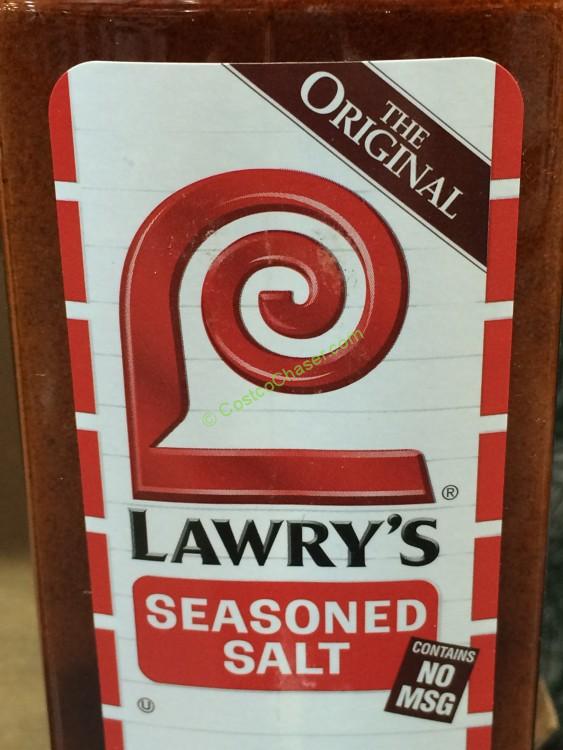 THE
ORIGINAL
© CostcoChaser.com
®
LAWRY'S
SEASONED
SALT
CONTAINS
NO
MSG
U